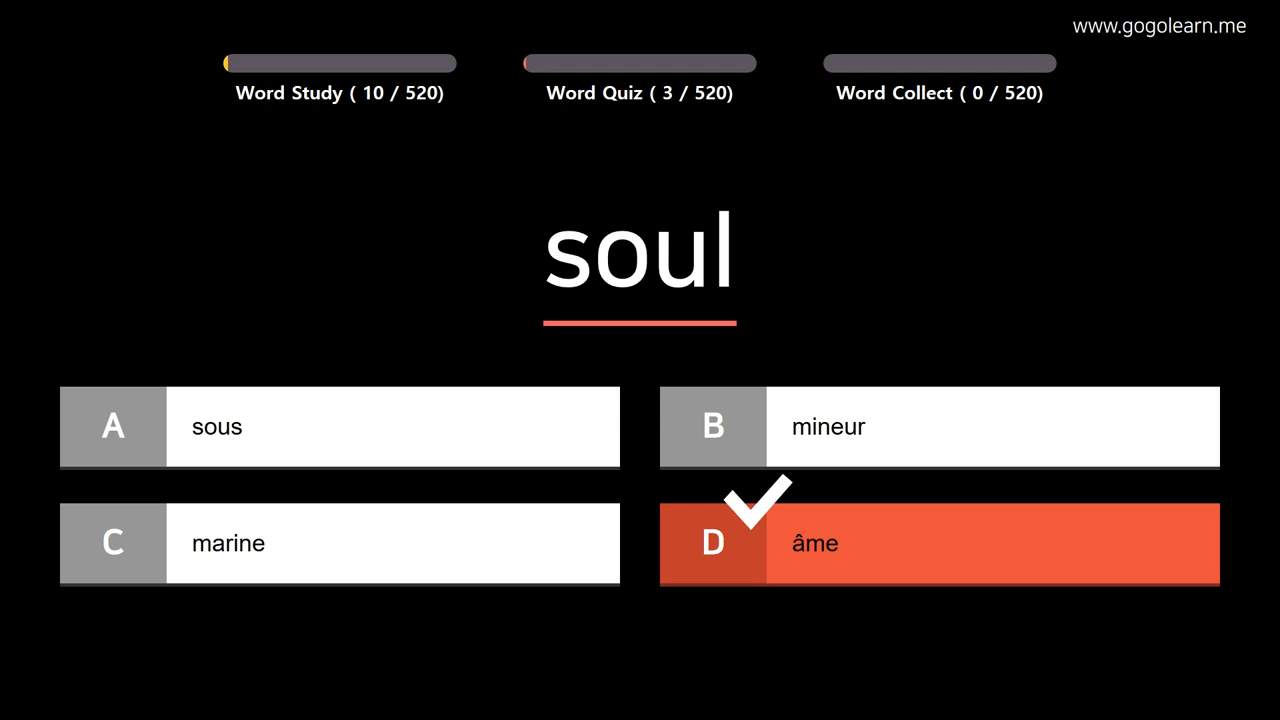 www.gogolearn.me
Word Study ( 10 / 520)
Word Quiz ( 3 / 520)
Word Collect ( 0 / 520)
soul
A sous
B mineur
C marine
D âme